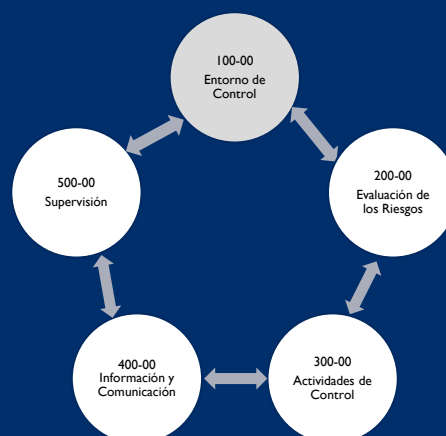 100-00
Entorno de
Control
200-00
Evaluación de
los Riesgos
300-00
Actividades de
Control
400-00
Información y
Comunicación
500-00
Supervisión